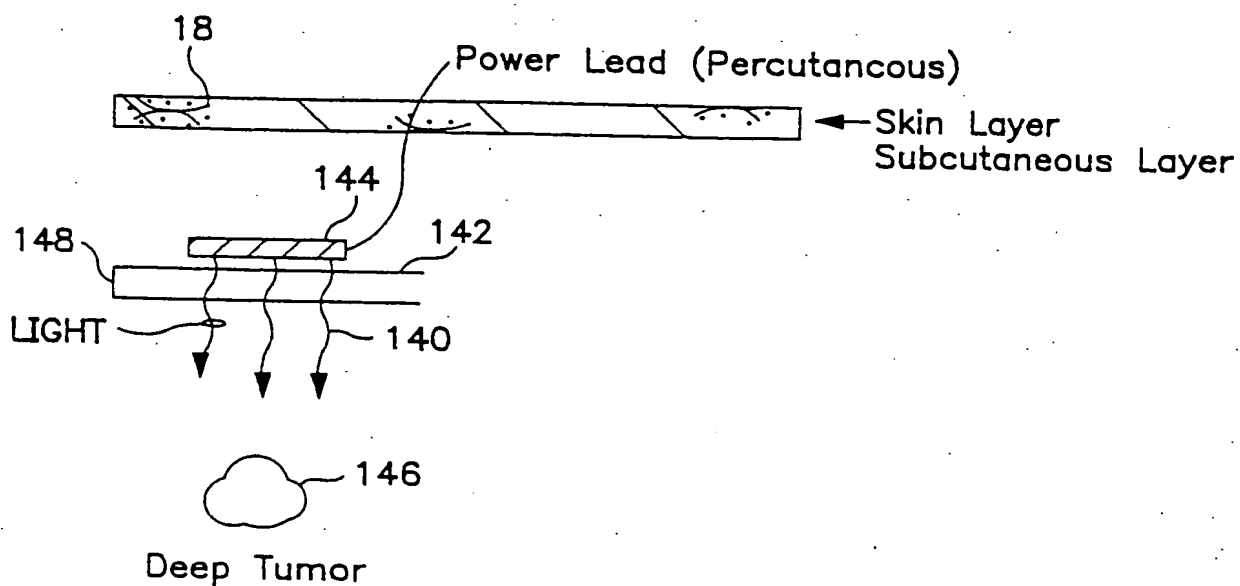 18
Power Lead (Percutancous)
Skin Layer
Subcutaneous Layer
144
148
142
LIGHT
140
146
Deep Tumor